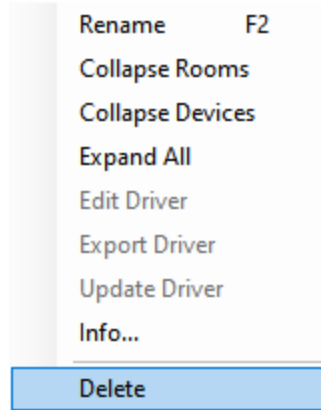 Rename F2
Collapse Rooms
Collapse Devices
Expand All
Edit Driver
Export Driver
Update Driver
Info...
Delete